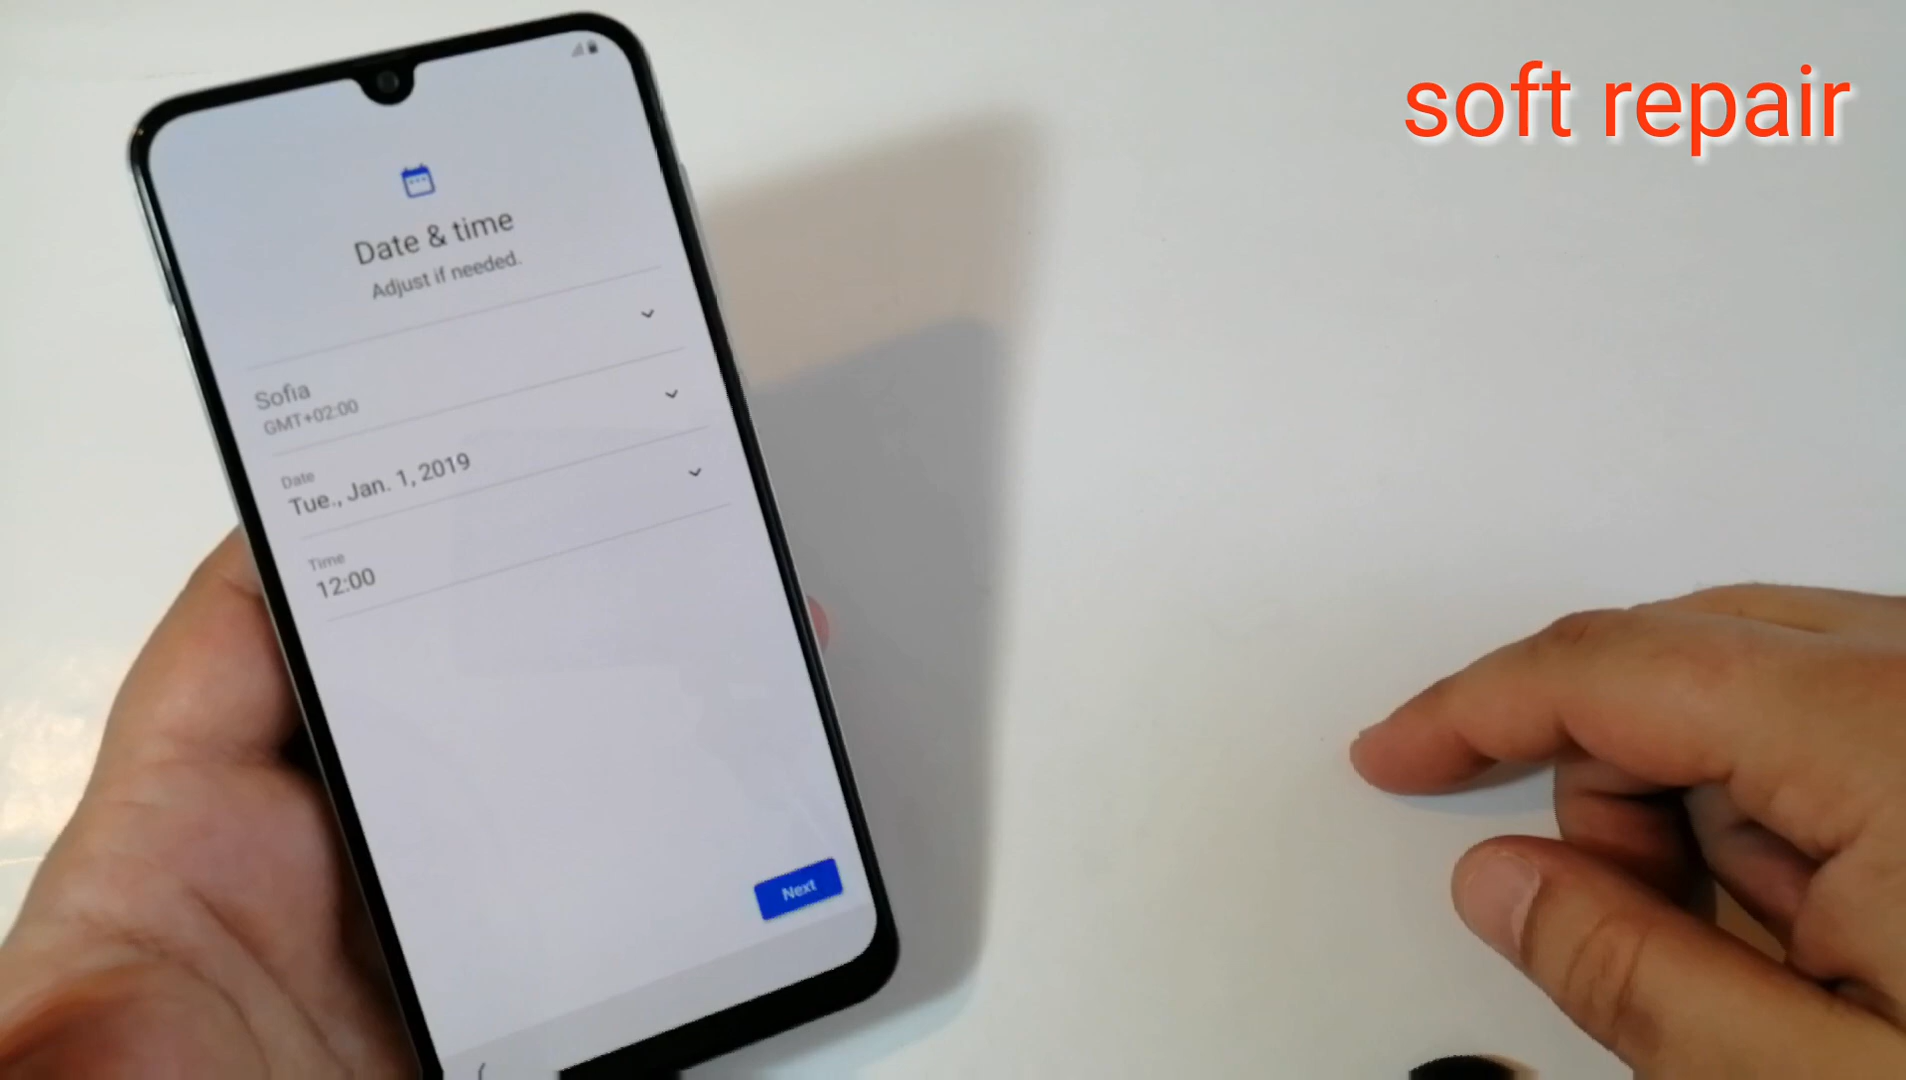 soft repair
Date & time
Adjust if needed.
Sofia
GMT+02:00
Date
Tue., Jan. 1, 2019
Time
12:00
Next